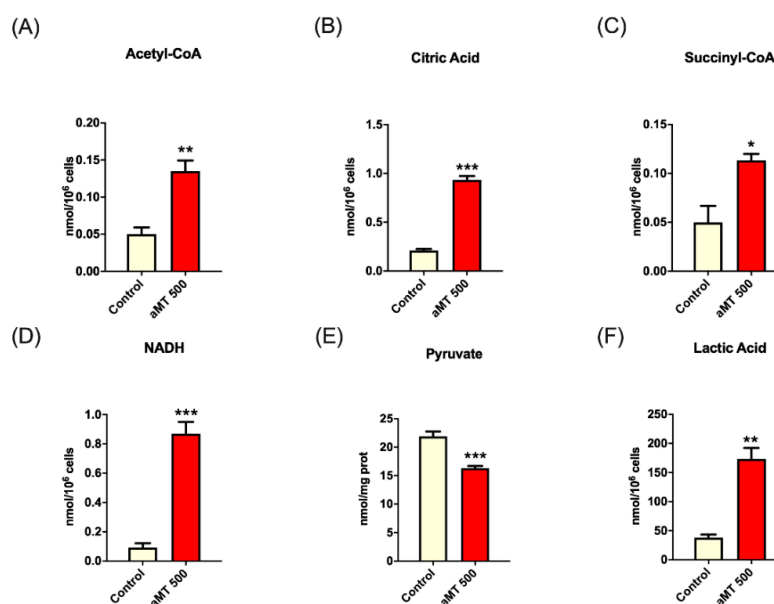 (A)
Acetyl-CoA
nmol/10⁶ cells
0.20
0.15
0.10
0.05
0.00
**
Control
aMT 500
(B)
Citric Acid
nmol/10⁶ cells
1.5
1.0
0.5
0.0
***
Control
aMT 500
(C)
Succinyl-CoA
nmol/10⁶ cells
0.15
0.10
0.05
0.00
*
Control
aMT 500
(D)
NADH
nmol/10⁶ cells
1.0
0.8
0.6
0.4
0.2
0.0
***
Control
aMT 500
(E)
Pyruvate
nmol/mg prot
25
20
15
10
5
0
***
Control
aMT 500
(F)
Lactic Acid
nmol/10⁶ cells
250
200
150
100
50
0
**
Control
aMT 500